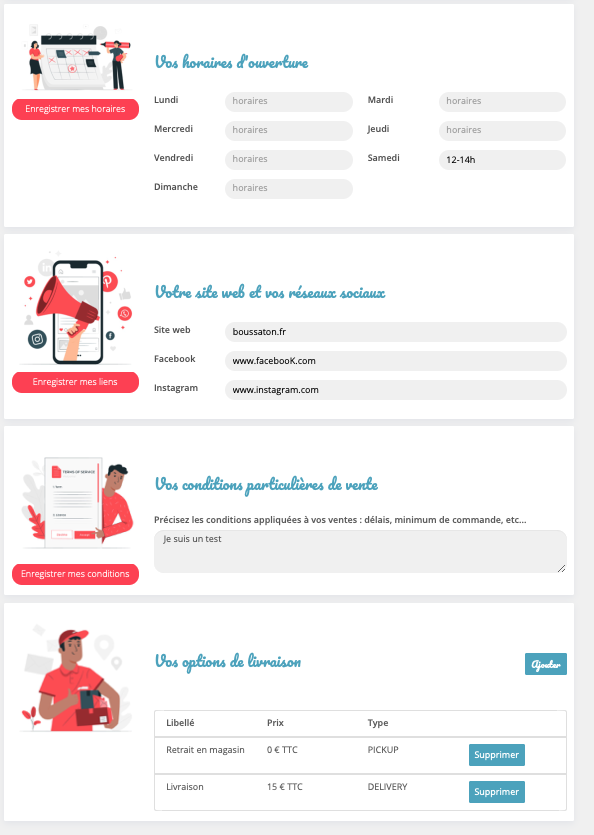 Vos horaires d'ouverture
Enregistrer mes horaires
Lundi horaires Mardi horaires
Mercredi horaires Jeudi horaires
Vendredi horaires Samedi 12-14h
Dimanche horaires
Votre site web et vos réseaux sociaux
Site web boussaton.fr
Facebook www.facebooK.com
Enregistrer mes liens
Instagram www.instagram.com
TERMS OF SERVICE
Vos conditions particulières de vente
Précisez les conditions appliquées à vos ventes : délais, minimum de commande, etc...
Je suis un test
Enregistrer mes conditions
Vos options de livraison
Ajouter
Libellé Prix Type
Retrait en magasin 0 € TTC PICKUP Supprimer
Livraison 15 € TTC DELIVERY Supprimer